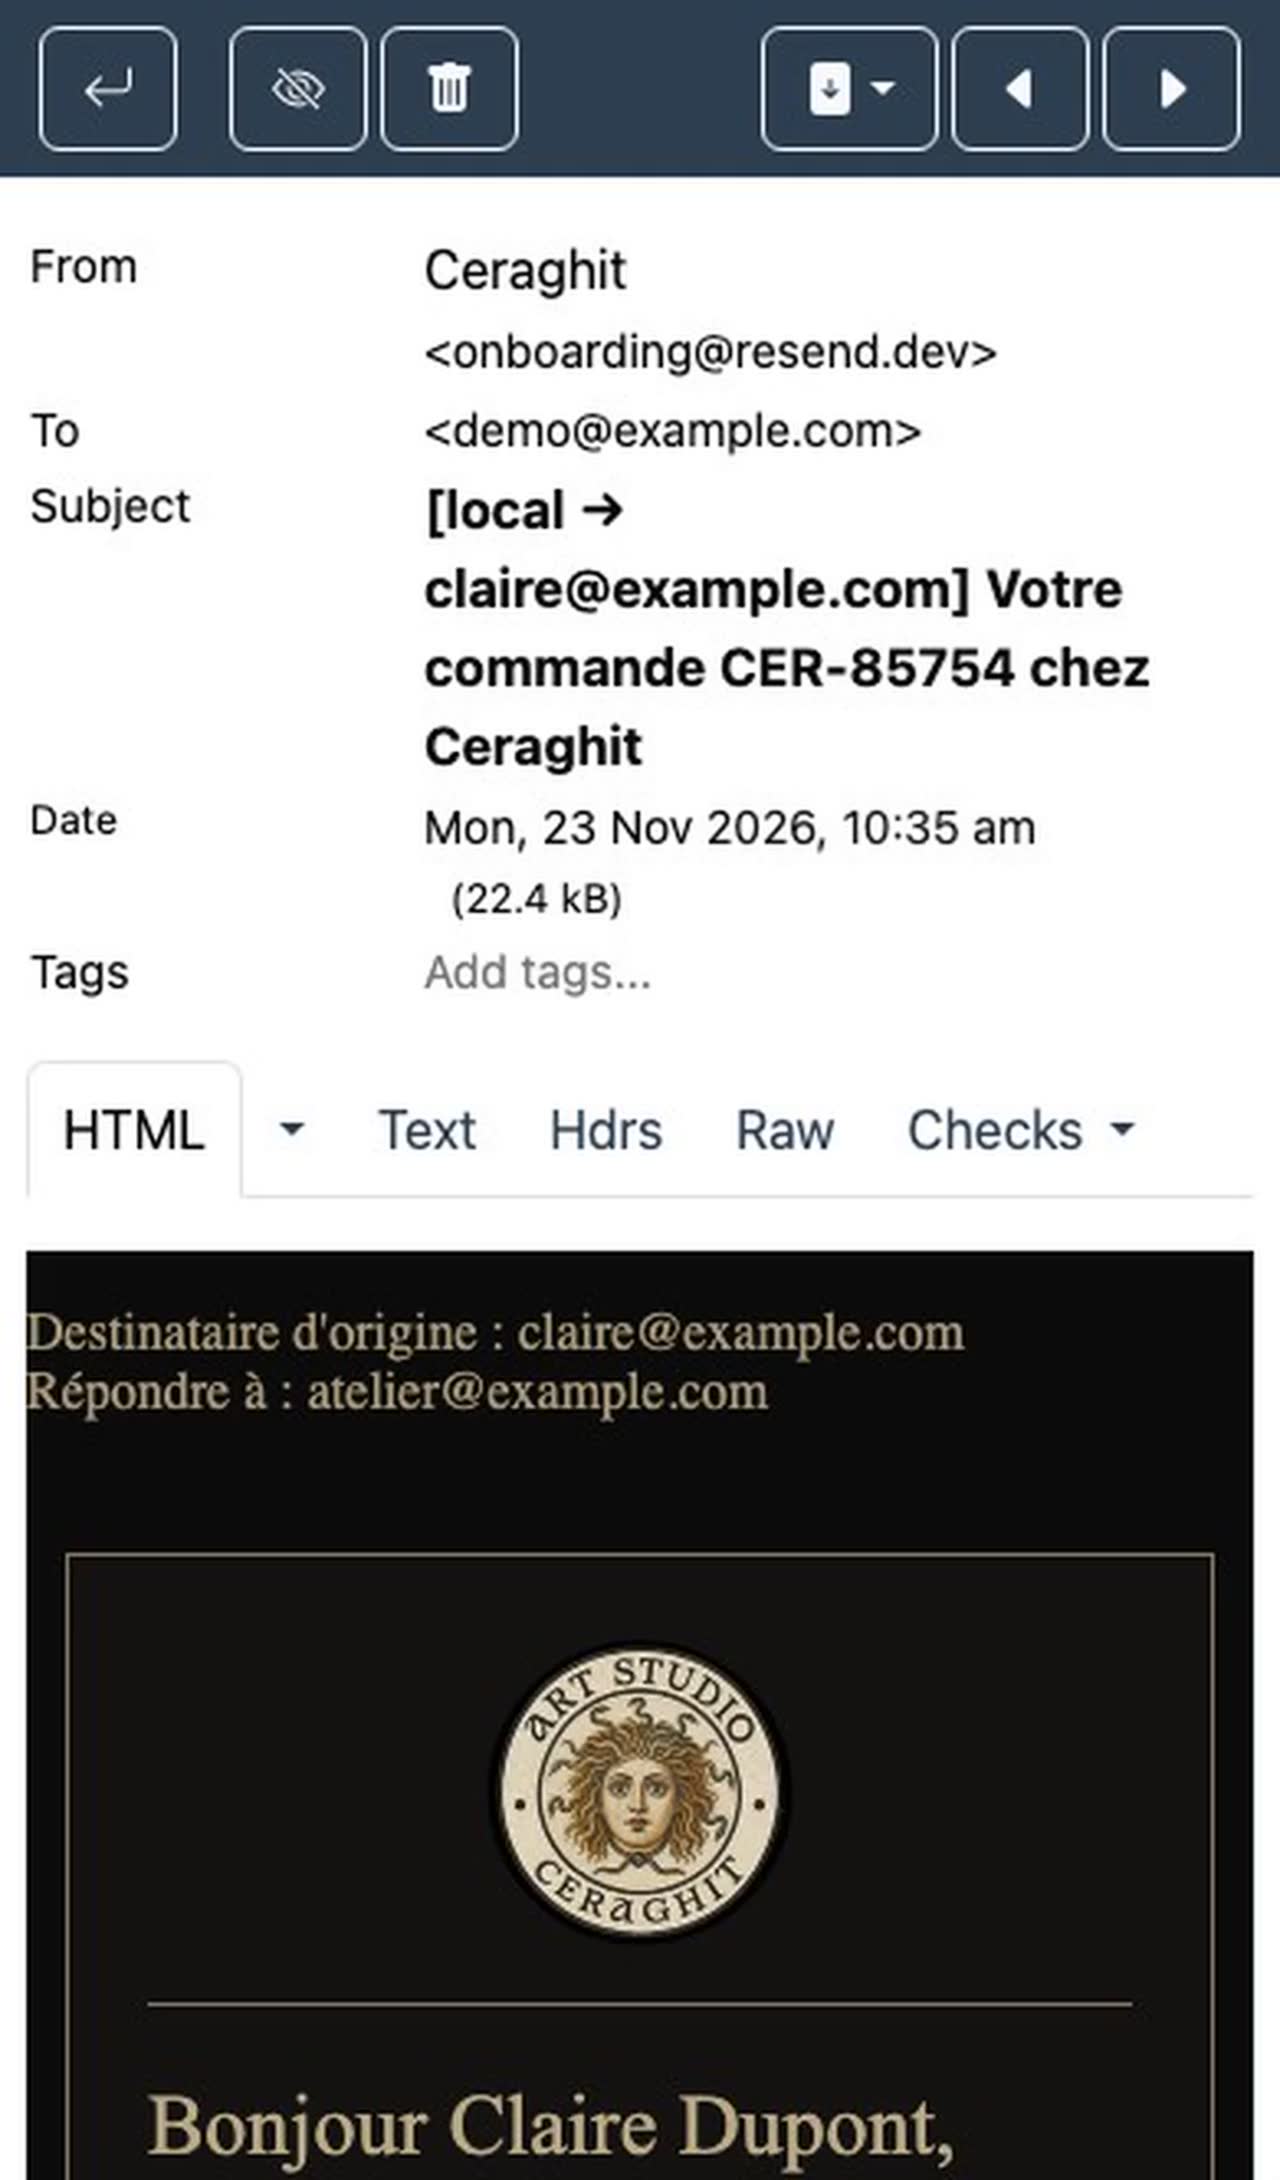 From
Ceraghit
<onboarding@resend.dev>
To
<demo@example.com>
Subject
[local →
claire@example.com] Votre
commande CER-85754 chez
Ceraghit
Date
Mon, 23 Nov 2026, 10:35 am
(22.4 kB)
Tags
Add tags...
HTML
Text
Hdrs
Raw
Checks
Destinataire d'origine : claire@example.com
Répondre à : atelier@example.com
ART STUDIO
CERAGHIT
Bonjour Claire Dupont,